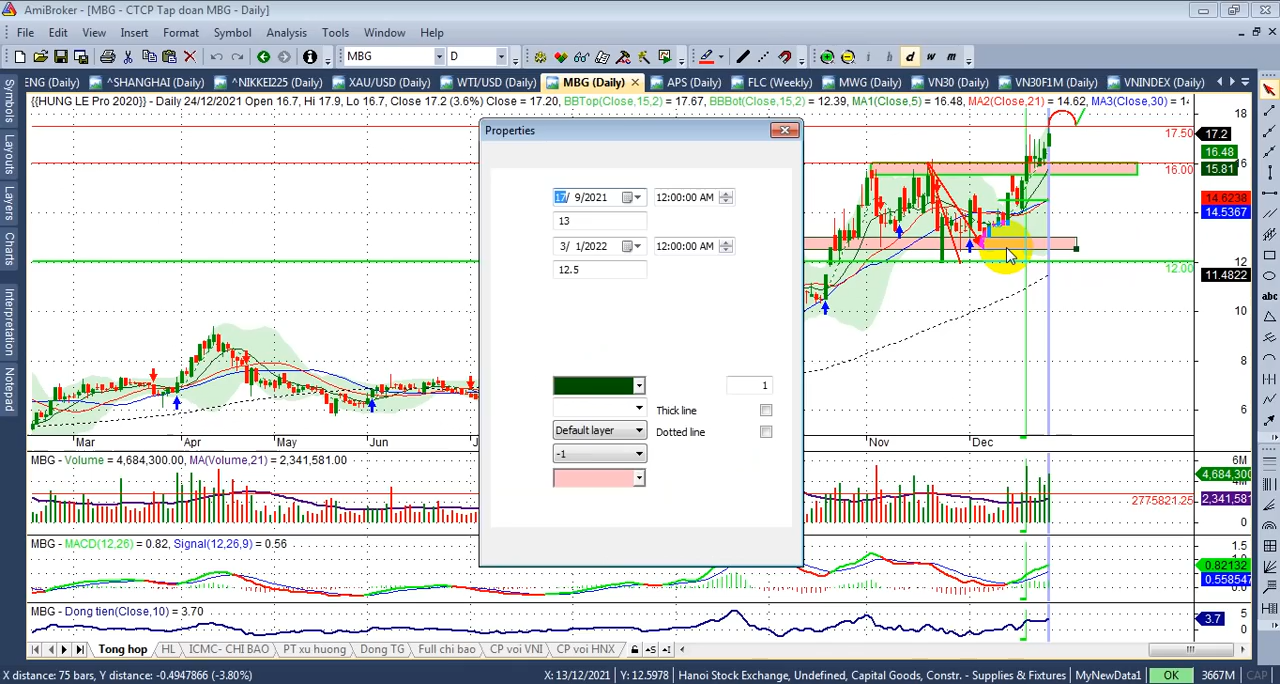 AmiBroker - [MBG - CTCP Tap doan MBG - Daily]
File Edit View Insert Format Symbol Analysis Tools Window Help
MBG D i d w m
ENG (Daily) ^SHANGHAI (Daily) ^NIKKEI225 (Daily) XAU/USD (Daily) WTI/USD (Daily) MBG (Daily) APS (Daily) FLC (Weekly) MWG (Daily) VN30 (Daily) VN30F1M (Daily) VNINDEX (Daily)
{{HUNG LE Pro 2020}} - Daily 24/12/2021 Open 16.7, Hi 17.9, Lo 16.7, Close 17.2 (3.6%) Close = 17.20, BBTop(Close,15,2) = 17.67, BBBot(Close,15,2) = 12.39, MA1(Close,5) = 16.48, MA2(Close,21) = 14.62, MA3(Close,30) = 14
Symbols
Layouts
Layers
Charts
Interpretation
Notepad
abc
Properties
17/ 9/2021 12:00:00 AM
13
3/ 1/2022 12:00:00 AM
12.5
1
Thick line
Default layer Dotted line
-1
18
17.50 17.2
16.48
16
16.00 15.81
14.6238
14.5367
12
12.00
11.4822
10
8
6
Mar Apr May Jun Nov Dec
MBG - Volume = 4,684,300.00, MA(Volume,21) = 2,341,581.00
6M
4,684,300
2775821.25 2,341,581
0
MBG - MACD(12,26) = 0.82, Signal(12,26,9) = 0.56
1.5
1.0
0.82132
0.558547
0.0
MBG - Dong tien(Close,10) = 3.70
5
3.7
0
Tong hop HL ICMC- CHI BAO PT xu huong Dong TG Full chi bao CP voi VNI CP voi HNX
X distance: 75 bars, Y distance: -0.4947866 (-3.80%) X:13/12/2021 Y: 12.5978 Hanoi Stock Exchange, Undefined, Capital Goods, Constr. - Supplies & Fixtures MyNewData1 OK 3667M CAP